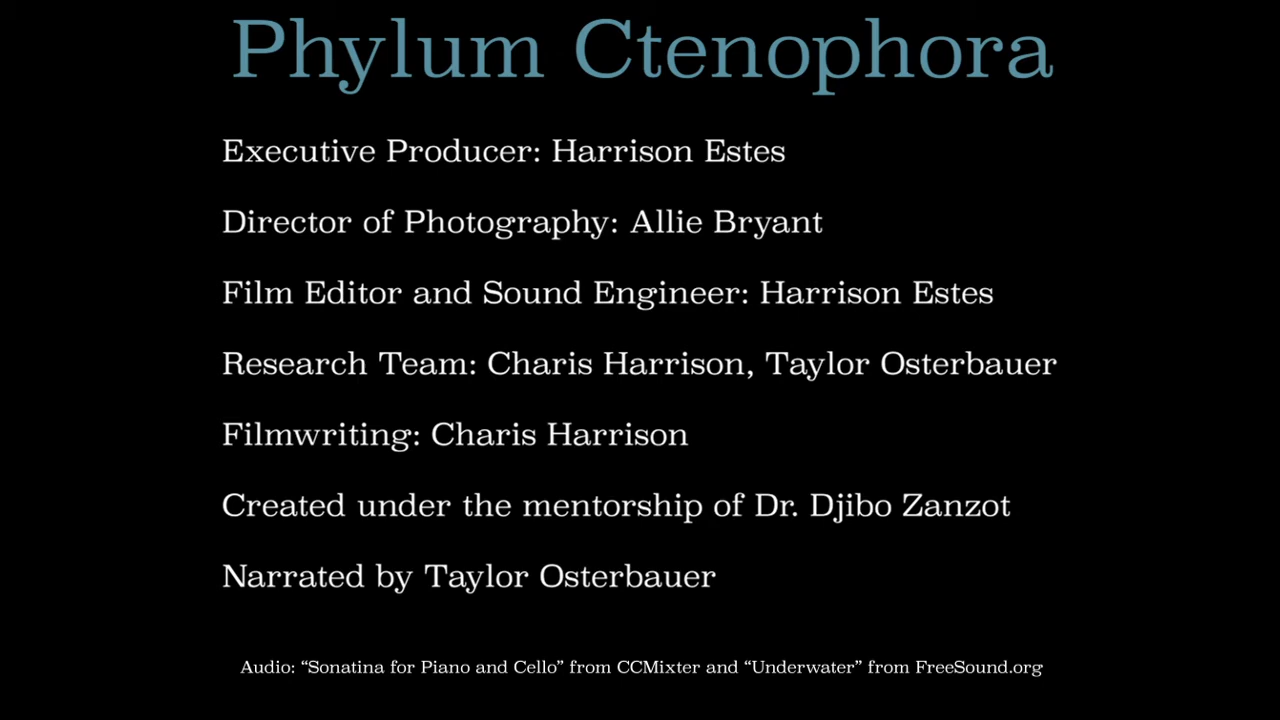 Phylum Ctenophora
Executive Producer: Harrison Estes
Director of Photography: Allie Bryant
Film Editor and Sound Engineer: Harrison Estes
Research Team: Charis Harrison, Taylor Osterbauer
Filmwriting: Charis Harrison
Created under the mentorship of Dr. Djibo Zanzot
Narrated by Taylor Osterbauer
Audio: “Sonatina for Piano and Cello” from CCMixter and “Underwater” from FreeSound.org